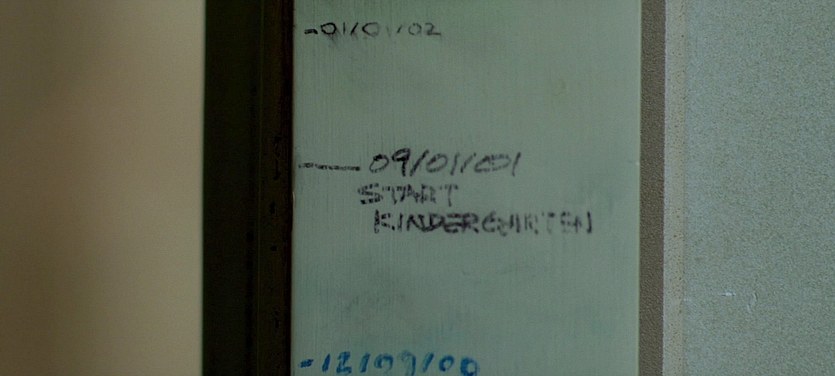 -01/01/02
— 09/01/01
START
KINDERGARTEN
-12/09/00